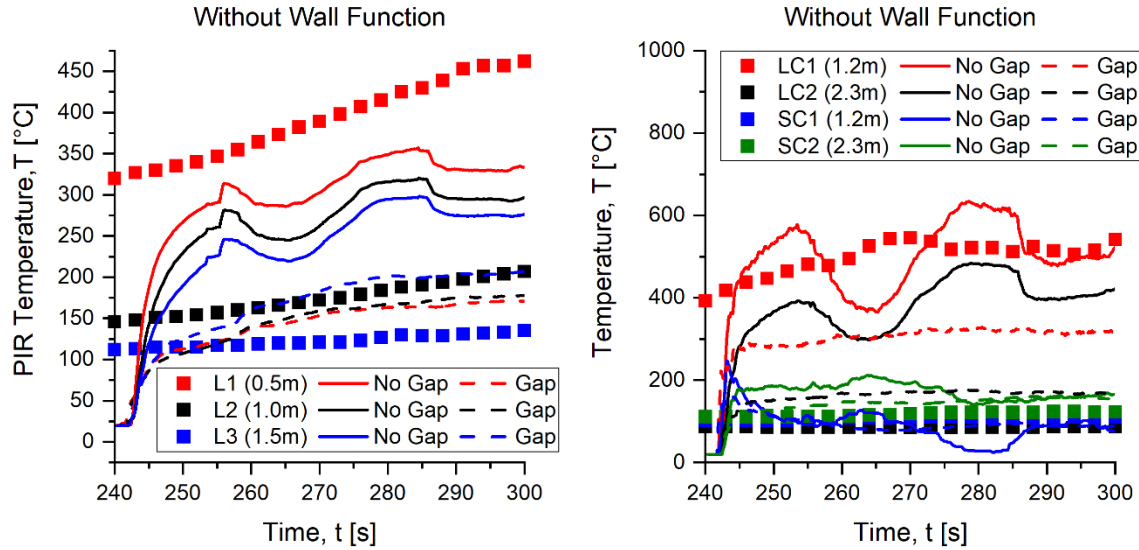 Without Wall Function
PIR Temperature, T [°C]
450
400
350
300
250
200
150
100
50
0
L1 (0.5m) No Gap Gap
L2 (1.0m) No Gap Gap
L3 (1.5m) No Gap Gap
240 250 260 270 280 290 300
Time, t [s]
Without Wall Function
Temperature, T [°C]
1000
800
600
400
200
0
LC1 (1.2m) No Gap Gap
LC2 (2.3m) No Gap Gap
SC1 (1.2m) No Gap Gap
SC2 (2.3m) No Gap Gap
240 250 260 270 280 290 300
Time, t [s]